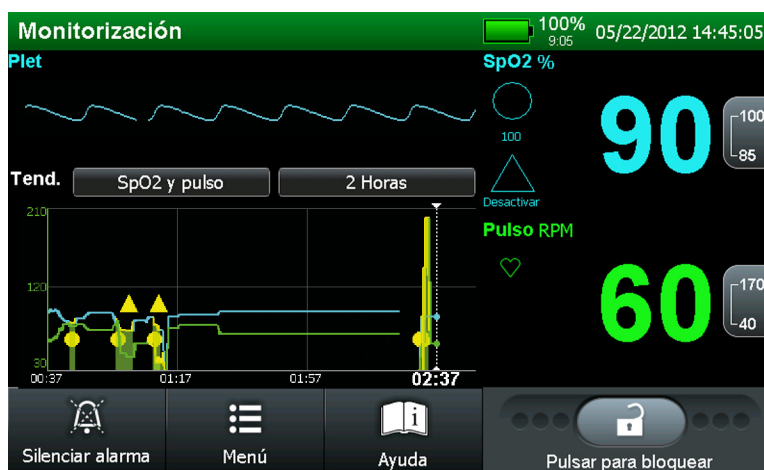 Monitorización
100%
9:05
05/22/2012 14:45:05
Plet
SpO2 %
100
90
100
85
Desactivar
Tend.
SpO2 y pulso
2 Horas
Pulso RPM
60
170
40
210
120
30
00:37
01:17
01:57
02:37
Silenciar alarma
Menú
Ayuda
Pulsar para bloquear